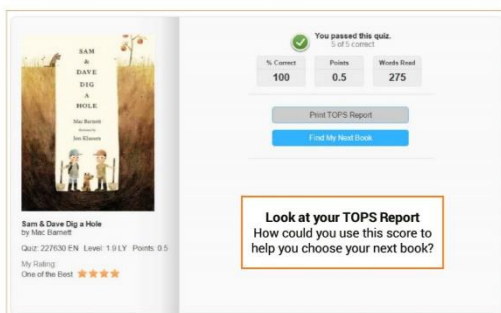 SAM
&
DAVE
DIG
A
HOLE
Mac Barnett
illustrated by
Jon Klassen
Sam & Dave Dig a Hole
by Mac Barnett
Quiz: 227630 EN Level: 1.9 LY Points: 0.5
My Rating:
One of the Best
You passed this quiz.
5 of 5 correct
% Correct Points Words Read
100 0.5 275
Print TOPS Report
Find My Next Book
Look at your TOPS Report
How could you use this score to
help you choose your next book?